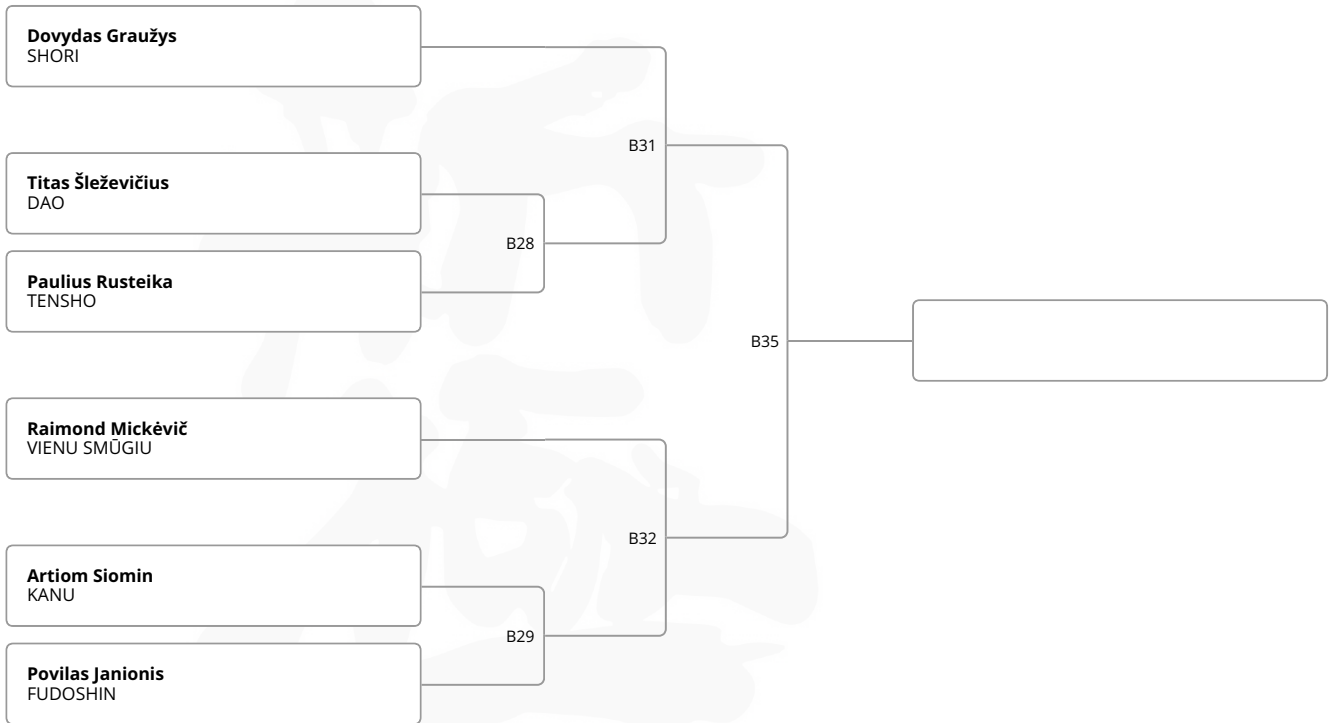 Dovydas Graužys
SHORI
B31
Titas Šleževičius
DAO
B28
Paulius Rusteika
TENSHO
B35
Raimond Mickėvič
VIENU SMŪGIU
B32
Artiom Siomin
KANU
B29
Povilas Janionis
FUDOSHIN